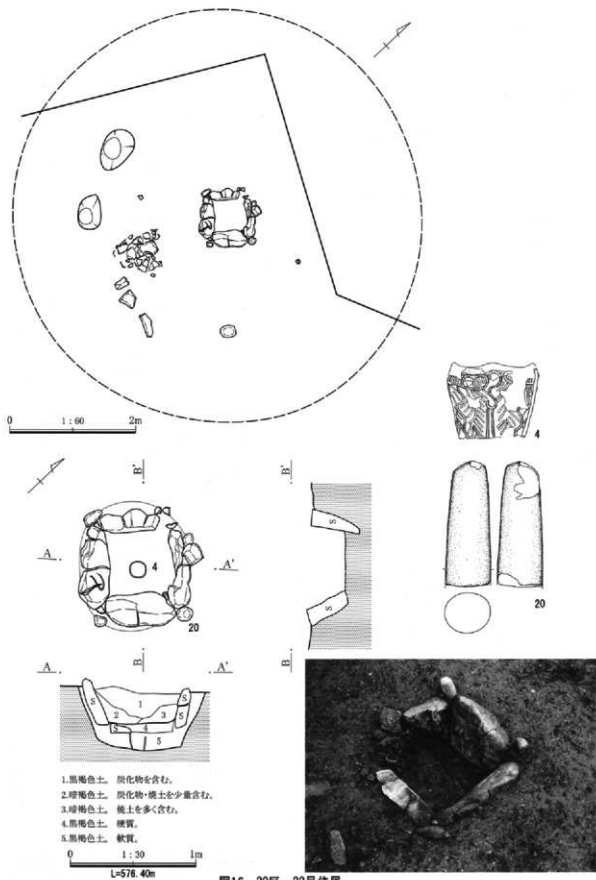 0 1:60 2m
4
B' B'
A 4 A'
20
S
S
20
B B
A A'
S 1 S
2 3
S 4 S
5
1.黒褐色土。 炭化物を含む。
2.暗褐色土。 炭化物・焼土を少量含む。
3.暗褐色土。 焼土を多く含む。
4.黒褐色土。 硬質。
5.黒褐色土。 軟質。
0 1:30 1m
L=576.40m